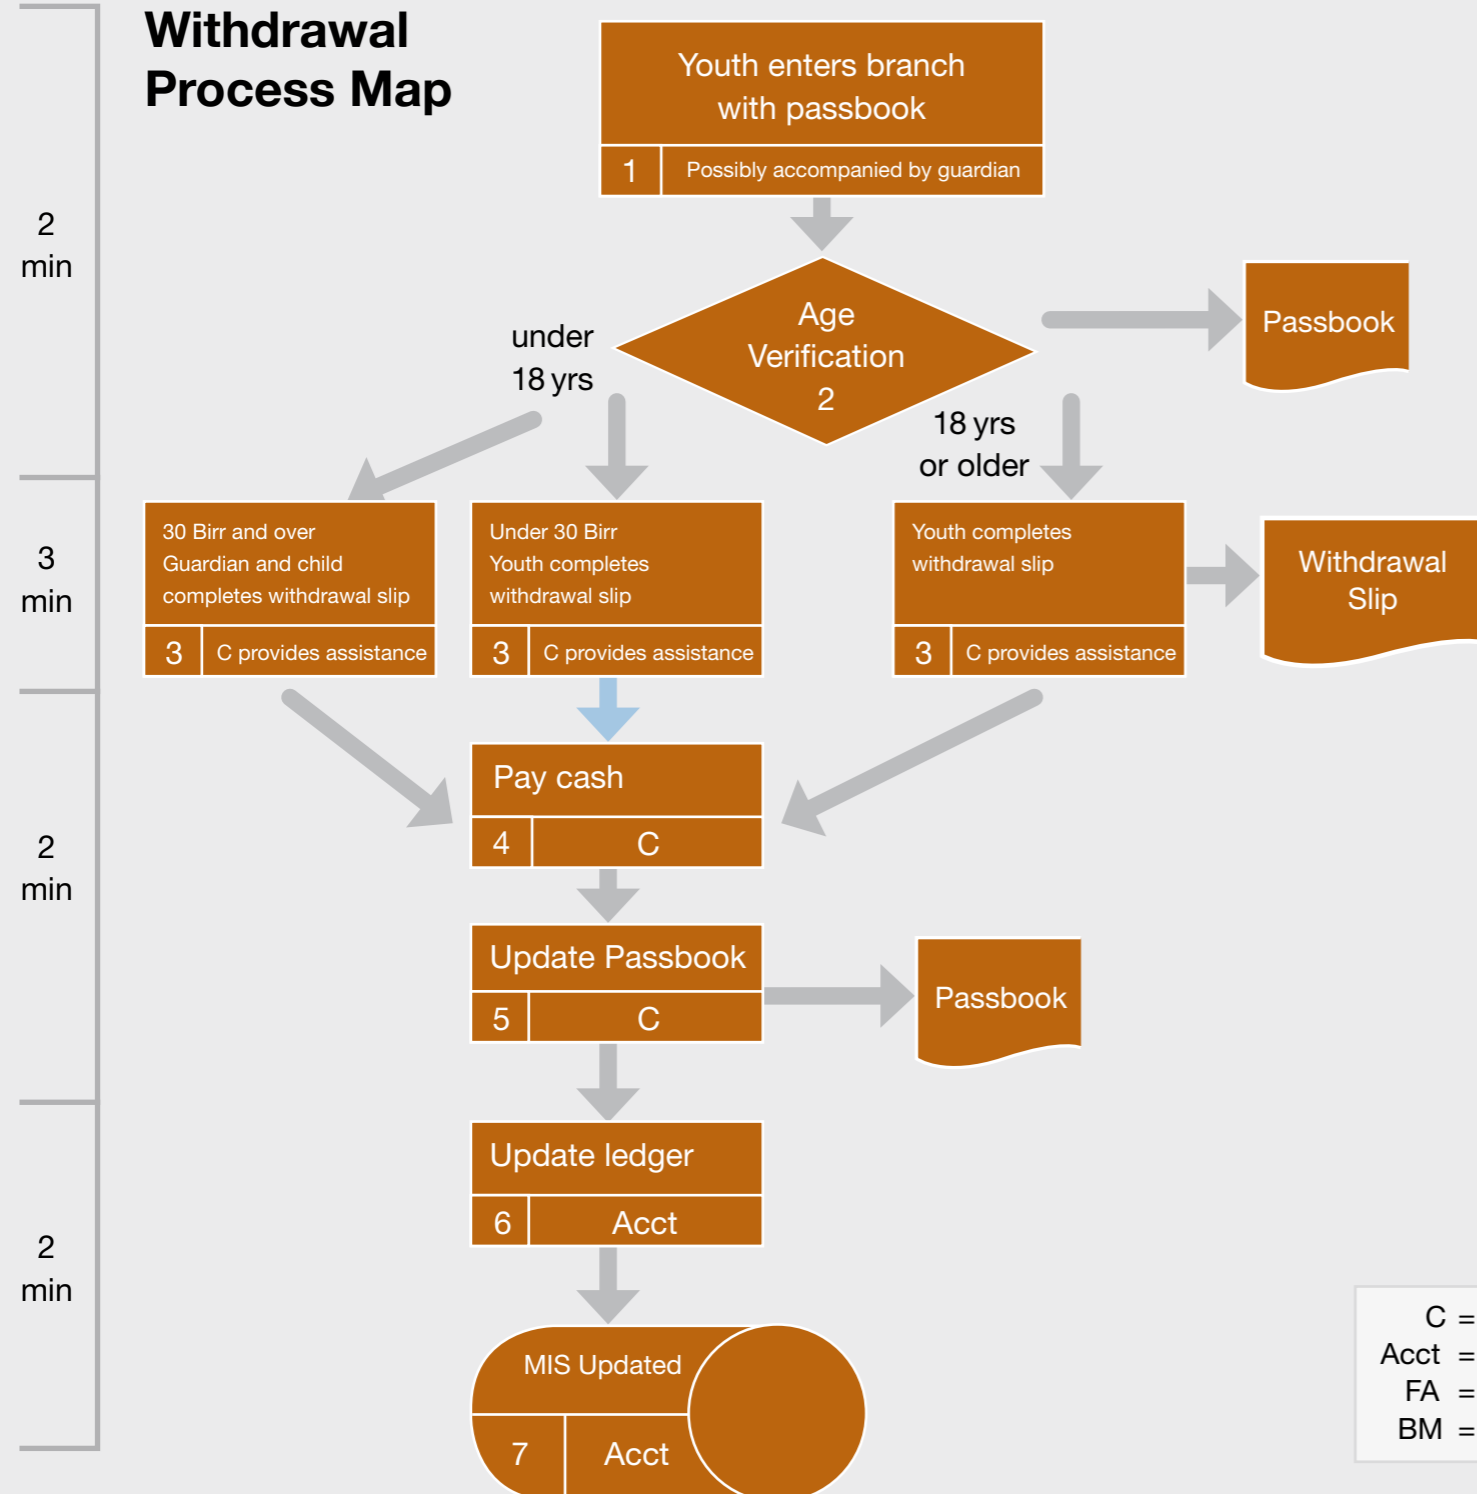 Withdrawal
Process Map
Youth enters branch
with passbook
1
Possibly accompanied by guardian
2
min
Age
Verification
2
Passbook
under
18 yrs
18 yrs
or older
3
min
30 Birr and over
Guardian and child
completes withdrawal slip
3
C provides assistance
Under 30 Birr
Youth completes
withdrawal slip
3
C provides assistance
Youth completes
withdrawal slip
3
C provides assistance
Withdrawal
Slip
2
min
Pay cash
4
C
Update Passbook
5
C
Passbook
2
min
Update ledger
6
Acct
MIS Updated
7
Acct
C =
Acct =
FA =
BM =